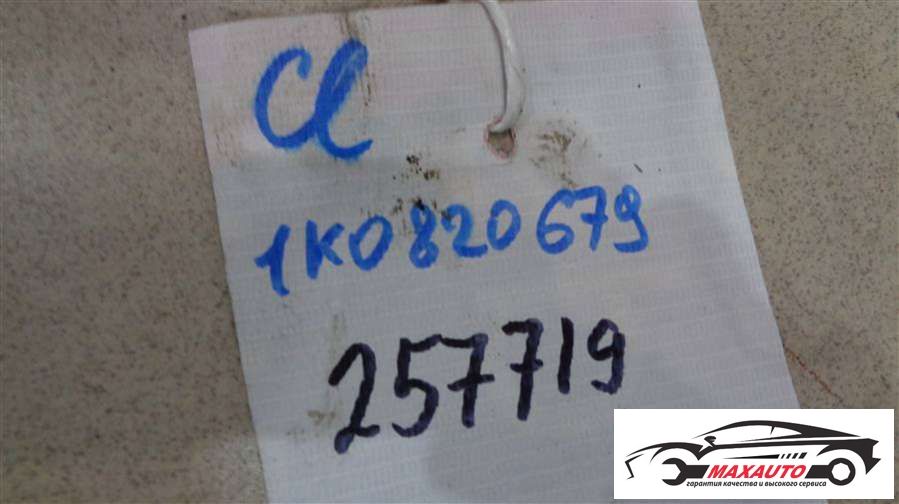 Cl
1K0820679
257719
MAXAUTO
гарантия качества и высокого сервиса